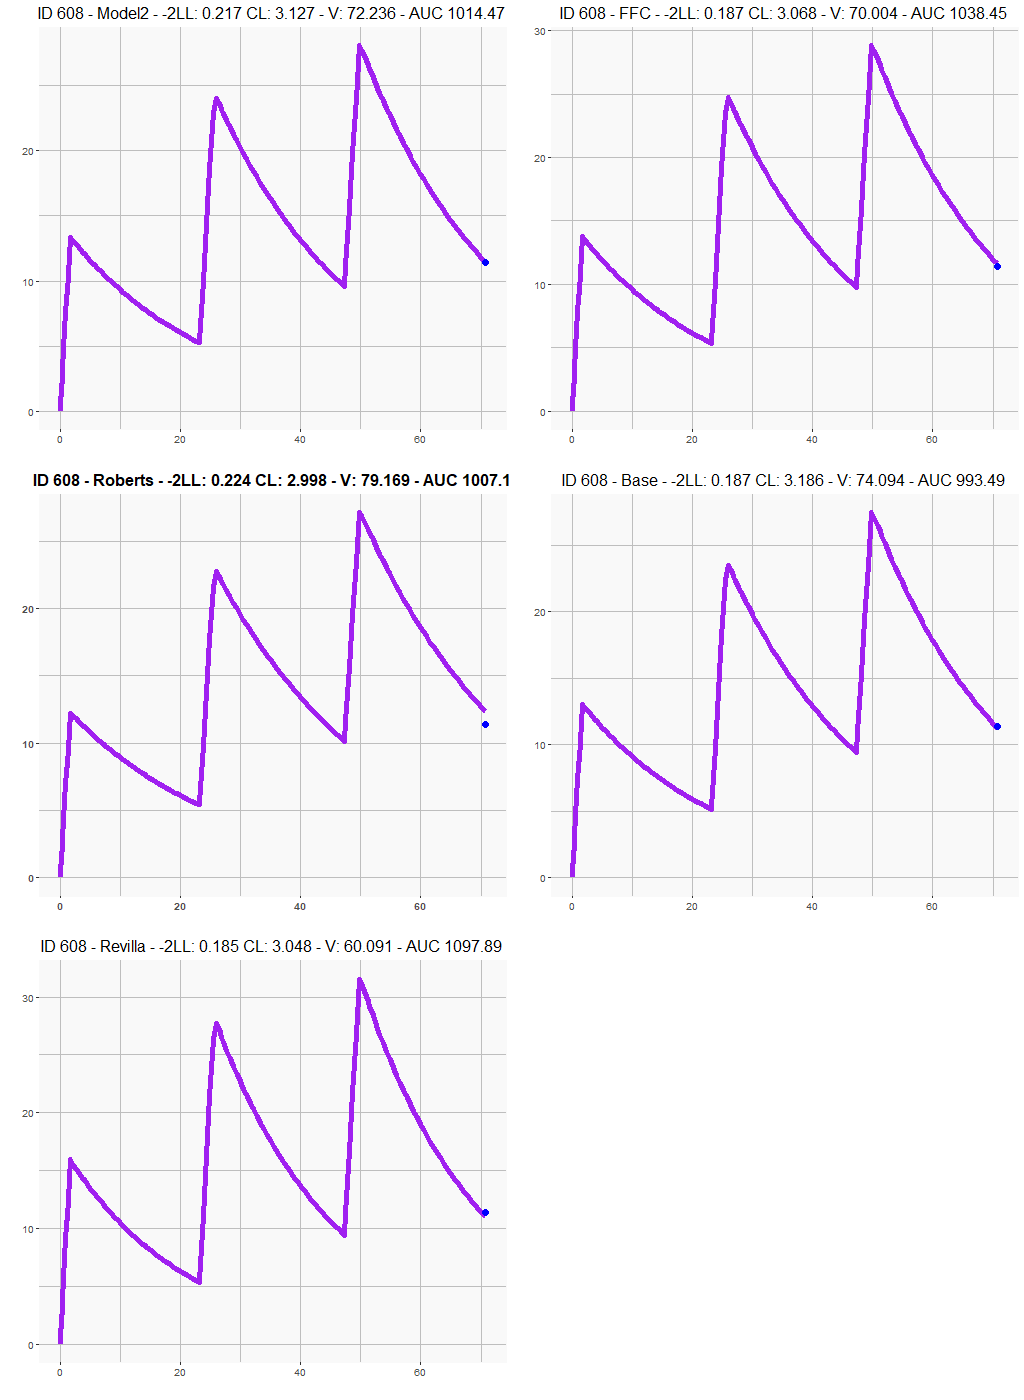 ID 608 - Model2 - -2LL: 0.217 CL: 3.127 - V: 72.236 - AUC 1014.47
20
10
0
0 20 40 60
ID 608 - FFC - -2LL: 0.187 CL: 3.068 - V: 70.004 - AUC 1038.45
30
20
10
0
0 20 40 60
ID 608 - Roberts - -2LL: 0.224 CL: 2.998 - V: 79.169 - AUC 1007.1
20
10
0
0 20 40 60
ID 608 - Base - -2LL: 0.187 CL: 3.186 - V: 74.094 - AUC 993.49
20
10
0
0 20 40 60
ID 608 - Revilla - -2LL: 0.185 CL: 3.048 - V: 60.091 - AUC 1097.89
30
20
10
0
0 20 40 60